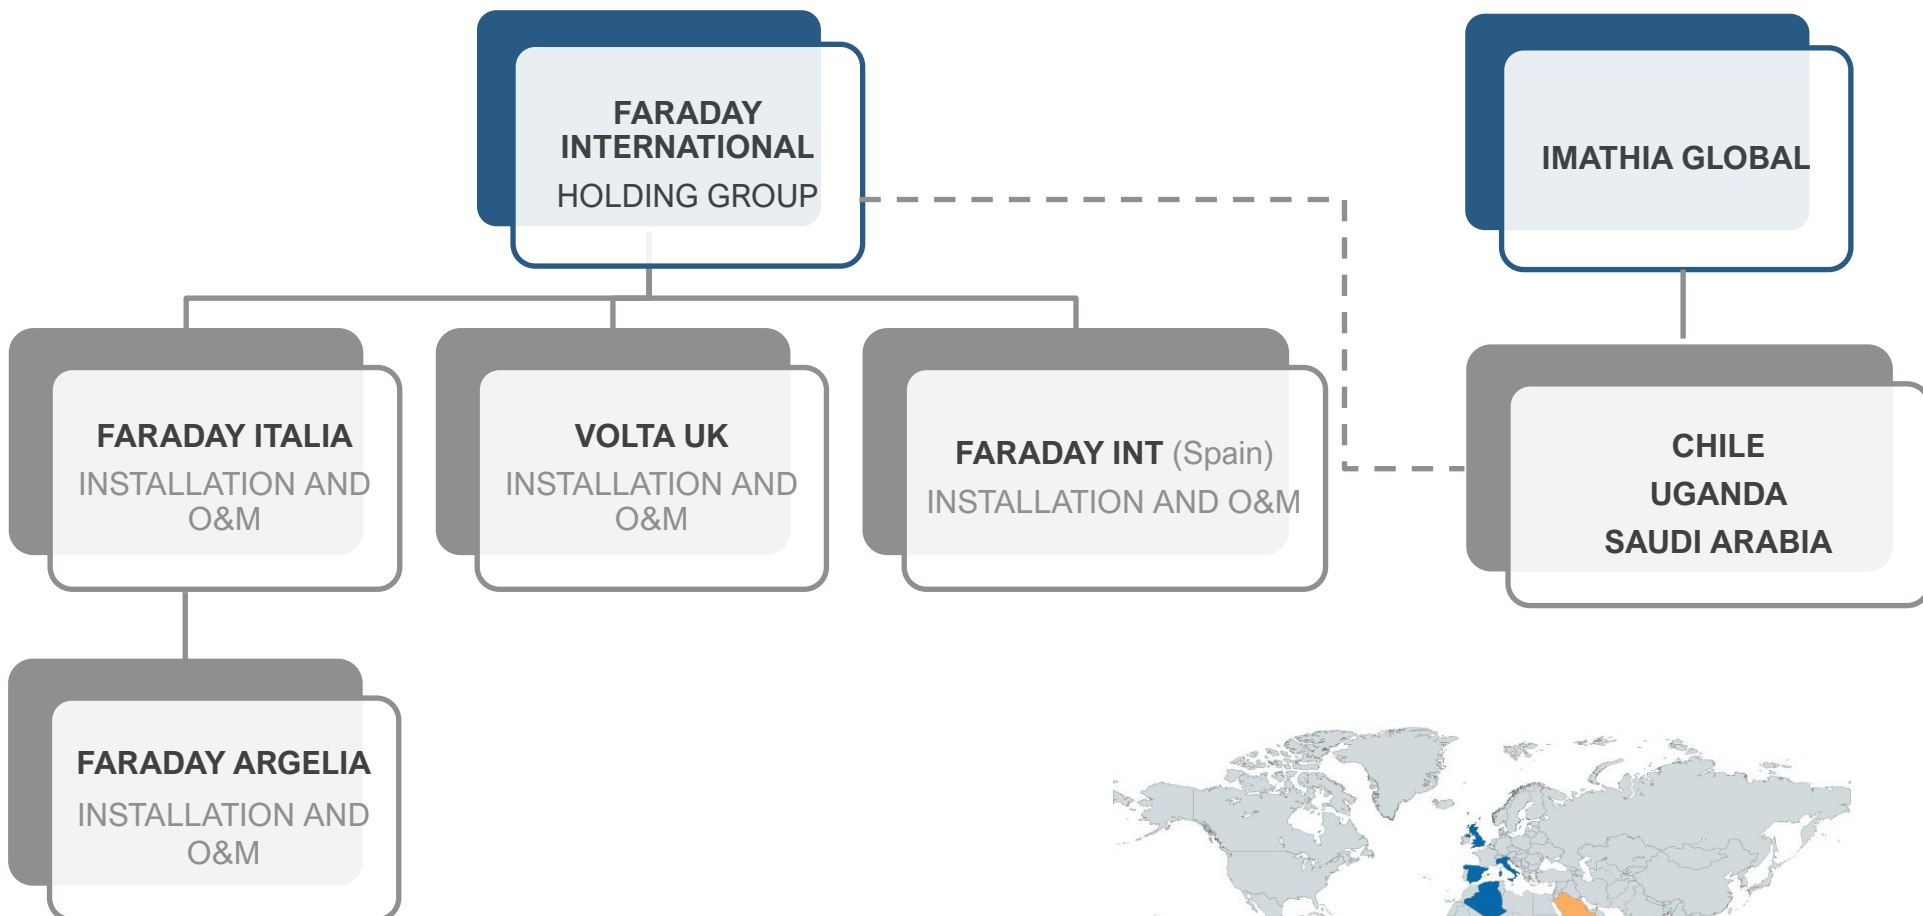 FARADAY
INTERNATIONAL
HOLDING GROUP
IMATHIA GLOBAL
FARADAY ITALIA
INSTALLATION AND
O&M
VOLTA UK
INSTALLATION AND
O&M
FARADAY INT (Spain)
INSTALLATION AND O&M
CHILE
UGANDA
SAUDI ARABIA
FARADAY ARGELIA
INSTALLATION AND
O&M